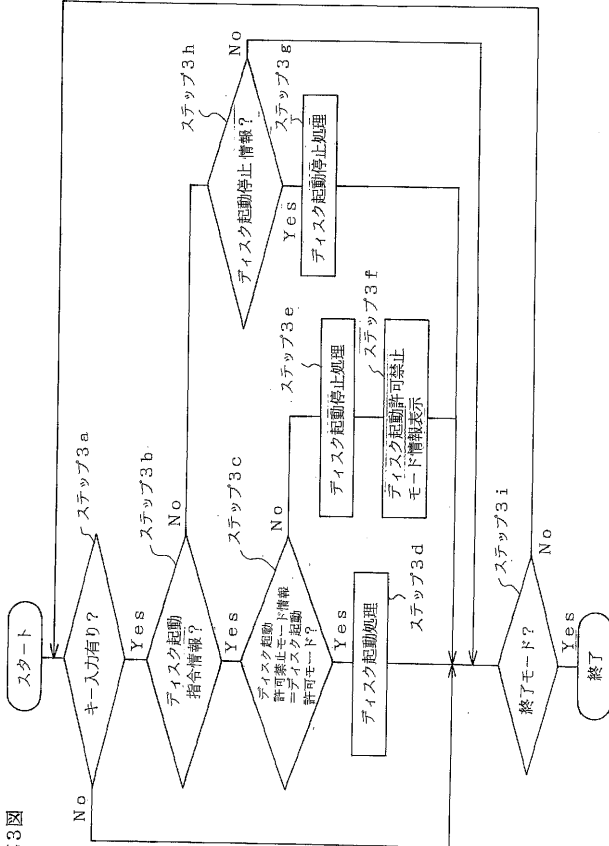 3図
スタート
キー入力有り?
ステップ3a
No
Yes
ディスク起動
指令情報?
ステップ3b
No
Yes
ディスク起動
許可禁止モード情報
=ディスク起動
許可モード?
ステップ3c
No
Yes
ディスク起動処理
ステップ3d
ディスク起動停止処理
ステップ3e
ディスク起動許可禁止
モード情報表示
ステップ3f
ディスク起動停止情報?
ステップ3h
No
Yes
ディスク起動停止処理
ステップ3g
終了モード?
ステップ3i
No
Yes
終了